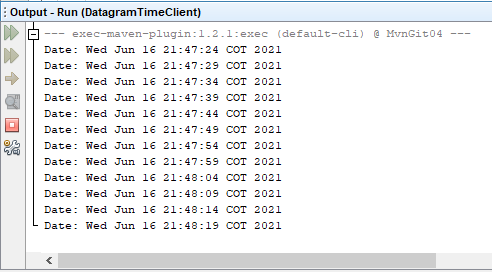 Output - Run (DatagramTimeClient)
--- exec-maven-plugin:1.2.1:exec (default-cli) @ MvnGit04 ---
Date: Wed Jun 16 21:47:24 COT 2021
Date: Wed Jun 16 21:47:29 COT 2021
Date: Wed Jun 16 21:47:34 COT 2021
Date: Wed Jun 16 21:47:39 COT 2021
Date: Wed Jun 16 21:47:44 COT 2021
Date: Wed Jun 16 21:47:49 COT 2021
Date: Wed Jun 16 21:47:54 COT 2021
Date: Wed Jun 16 21:47:59 COT 2021
Date: Wed Jun 16 21:48:04 COT 2021
Date: Wed Jun 16 21:48:09 COT 2021
Date: Wed Jun 16 21:48:14 COT 2021
Date: Wed Jun 16 21:48:19 COT 2021